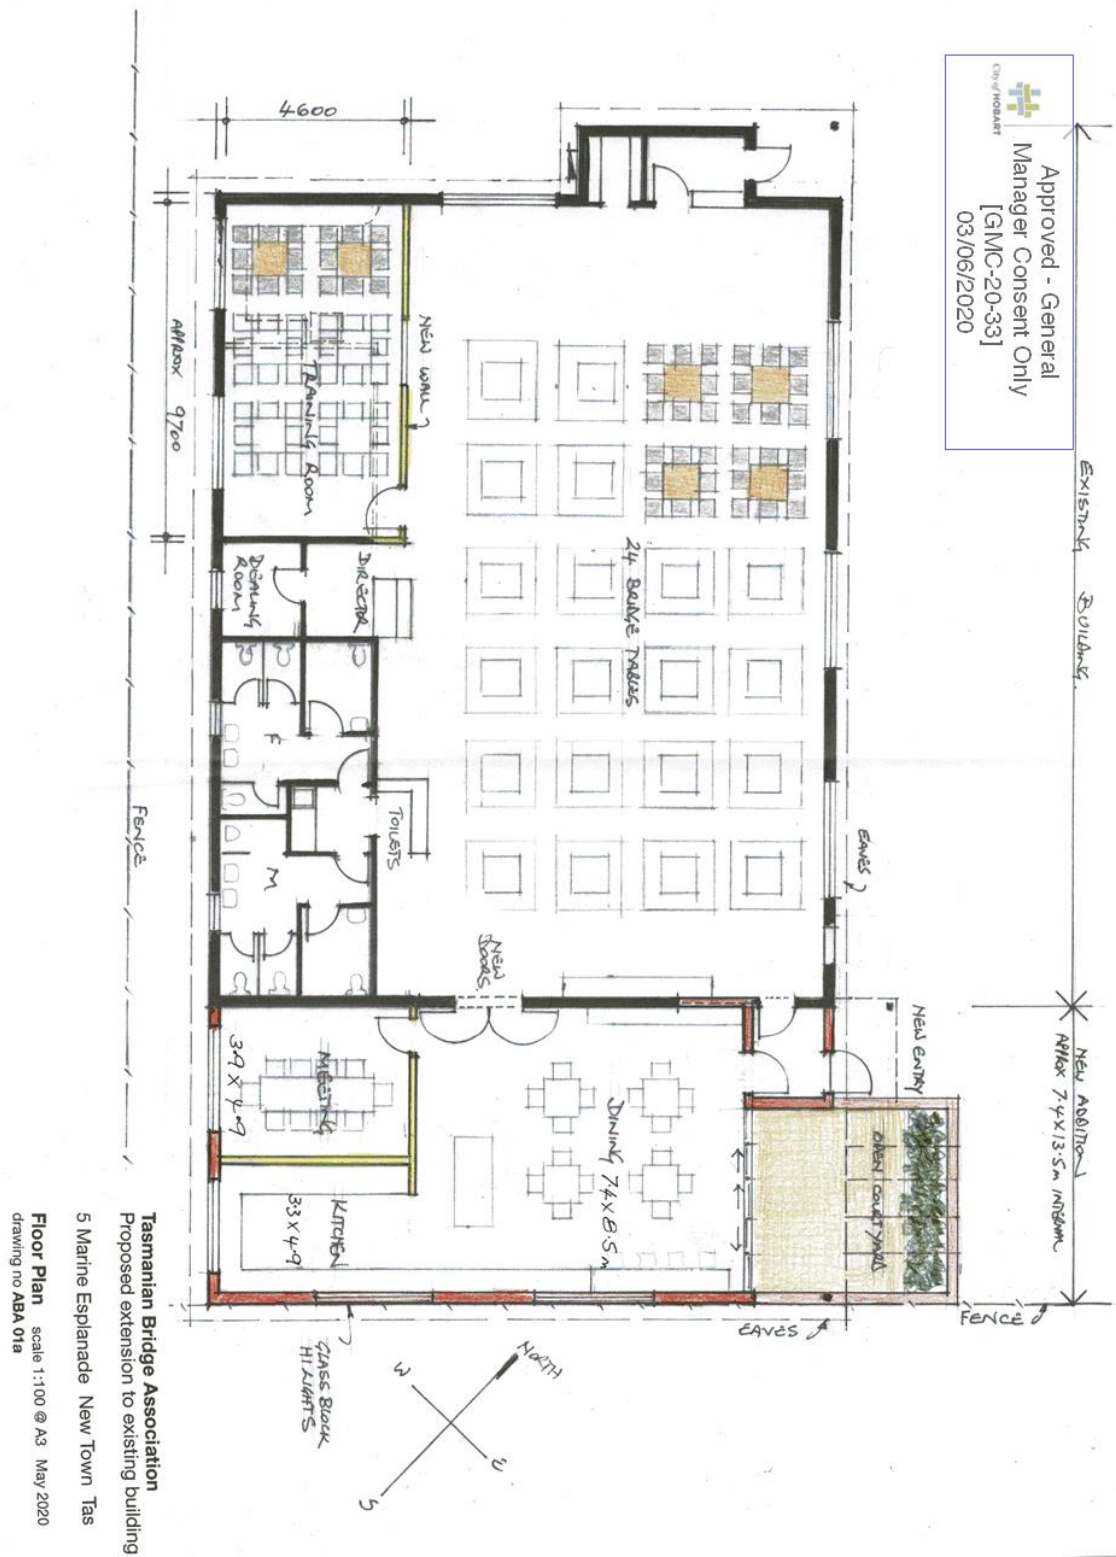 City of HOBART
Approved - General
Manager Consent Only
[GMC-20-33]
03/06/2020
EXISTING BUILDING.
NEW ADDITION
APPROX 7.4 X 13.5m INTERNAL
EAVES
NEW ENTRY
OPEN COURTYARD
FENCE
EAVES
24 BRIDGE TABLES
4600
NEW WALL
TRAINING ROOM
APPROX 9700
DIRECTOR
DEALING
ROOM
F
TOILETS
M
NEW
DOORS
MEETING
3.9 X 4.9
DINING 7.4 X 8.5m
KITCHEN
3.3 X 4.9
FENCE
GLASS BLOCK
HILIGHTS
NORTH
W
E
S
Tasmanian Bridge Association
Proposed extension to existing building
5 Marine Esplanade New Town Tas
Floor Plan scale 1:100 @ A3 May 2020
drawing no ABA 01a